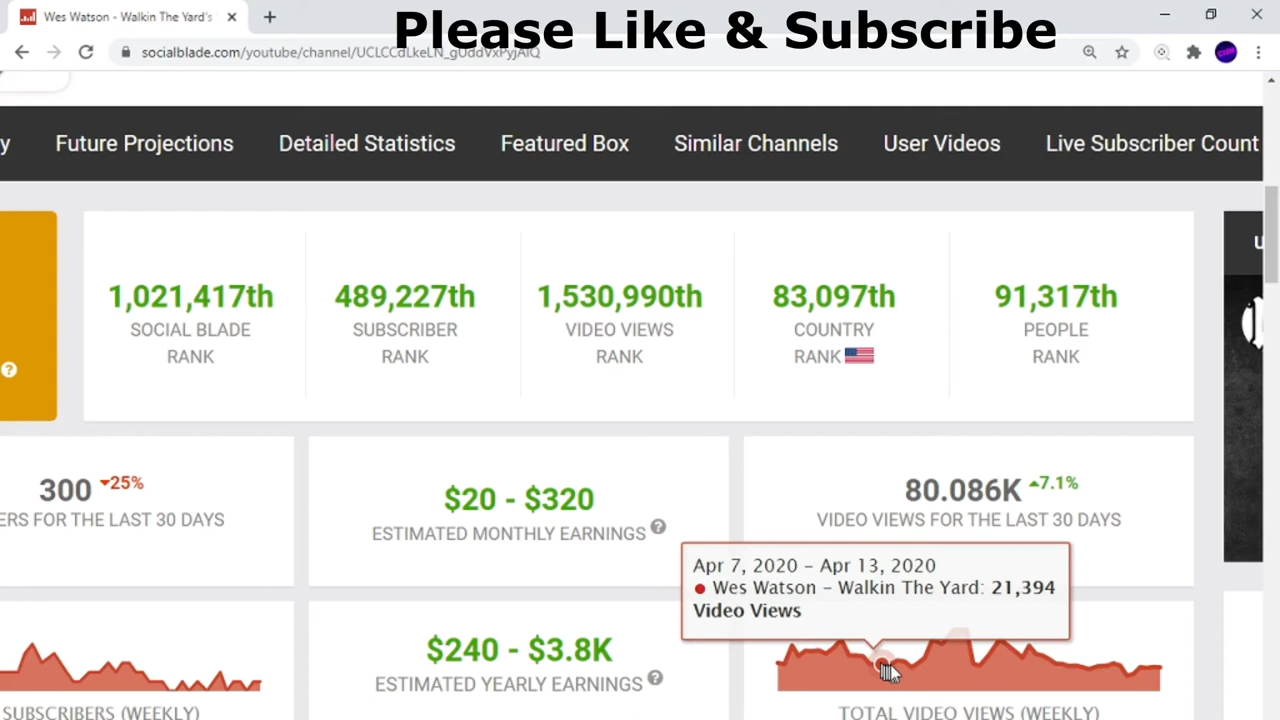 Wes Watson - Walkin The Yard's
Please Like & Subscribe
socialblade.com/youtube/channel/UCLCCdLkeLN_gUddVxPyjAIQ
y
Future Projections
Detailed Statistics
Featured Box
Similar Channels
User Videos
Live Subscriber Count
1,021,417th
SOCIAL BLADE
RANK
489,227th
SUBSCRIBER
RANK
1,530,990th
VIDEO VIEWS
RANK
83,097th
COUNTRY
RANK
91,317th
PEOPLE
RANK
U
300 25%
ERS FOR THE LAST 30 DAYS
$20 - $320
ESTIMATED MONTHLY EARNINGS
80.086K 7.1%
VIDEO VIEWS FOR THE LAST 30 DAYS
Apr 7, 2020 - Apr 13, 2020
Wes Watson - Walkin The Yard: 21,394
Video Views
$240 - $3.8K
ESTIMATED YEARLY EARNINGS
SUBSCRIBERS (WEEKLY)
TOTAL VIDEO VIEWS (WEEKLY)